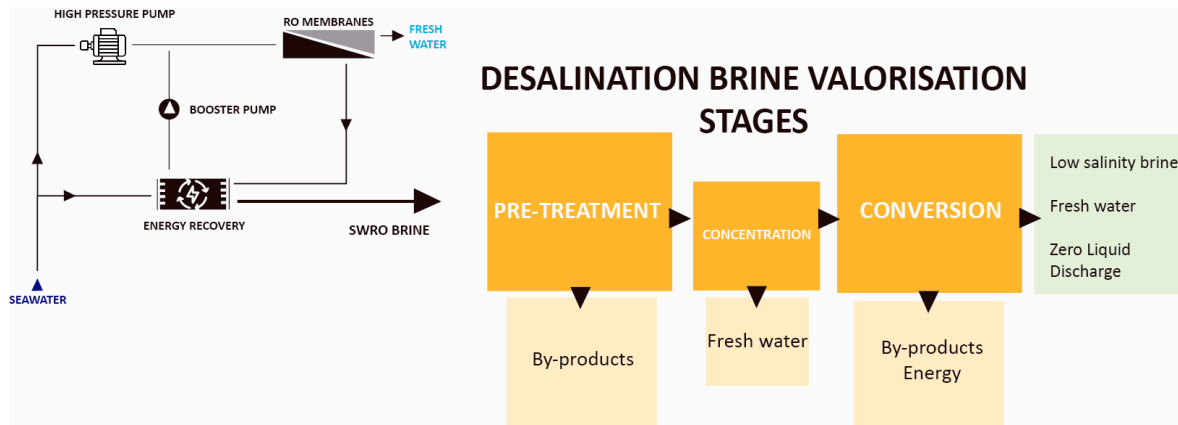 HIGH PRESSURE PUMP
RO MEMBRANES
FRESH
WATER
BOOSTER PUMP
ENERGY RECOVERY
SWRO BRINE
SEAWATER
DESALINATION BRINE VALORISATION
STAGES
PRE-TREATMENT
CONCENTRATION
CONVERSION
Low salinity brine
Fresh water
Zero Liquid
Discharge
By-products
Fresh water
By-products
Energy